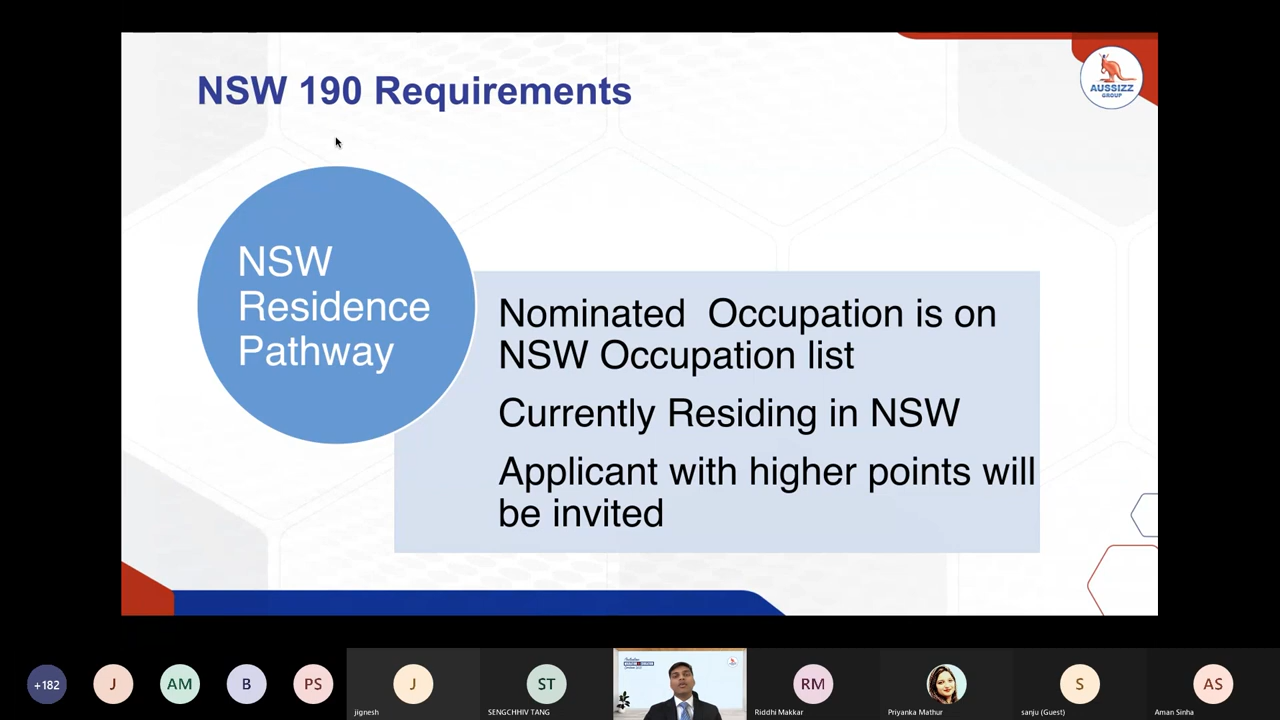 NSW 190 Requirements
AUSSIZZ
GROUP
NSW
Residence
Pathway
Nominated Occupation is on
NSW Occupation list
Currently Residing in NSW
Applicant with higher points will
be invited
+182
J
AM
B
PS
J
jignesh
ST
SENGCHHIV TANG
RM
Riddhi Makkar
Priyanka Mathur
S
sanju (Guest)
AS
Aman Sinha